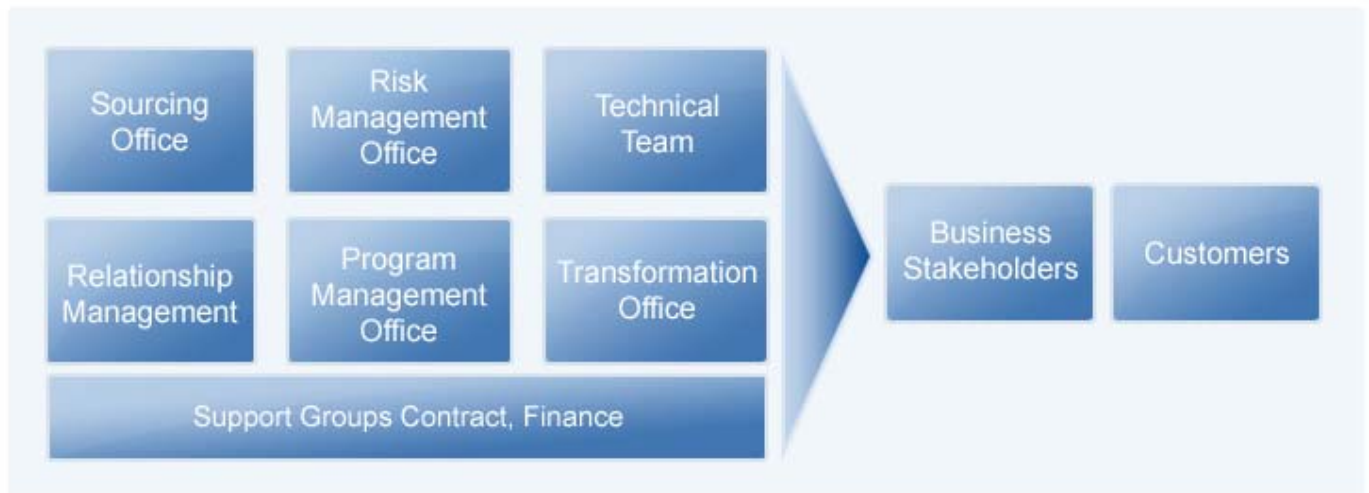 Sourcing
Office
Risk
Management
Office
Technical
Team
Relationship
Management
Program
Management
Office
Transformation
Office
Support Groups Contract, Finance
Business
Stakeholders
Customers